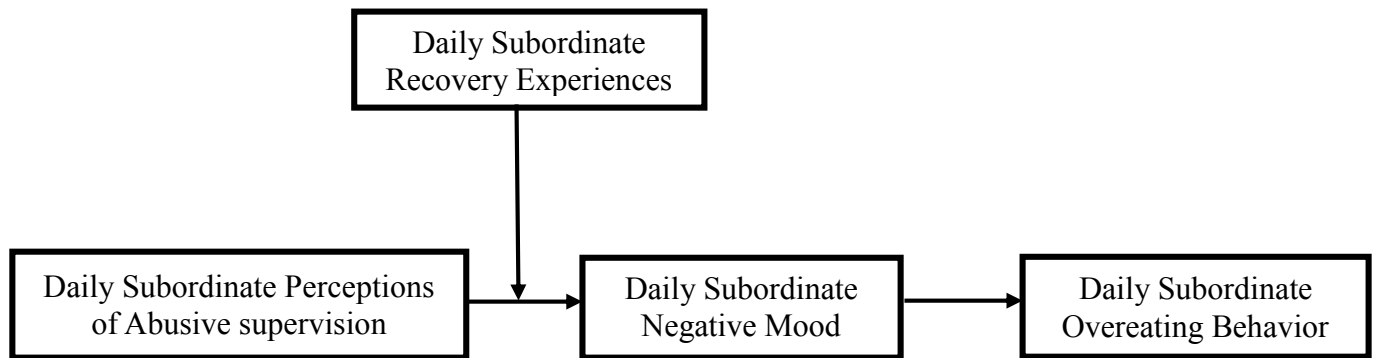 Daily Subordinate
Recovery Experiences
Daily Subordinate Perceptions
of Abusive supervision
Daily Subordinate
Negative Mood
Daily Subordinate
Overeating Behavior